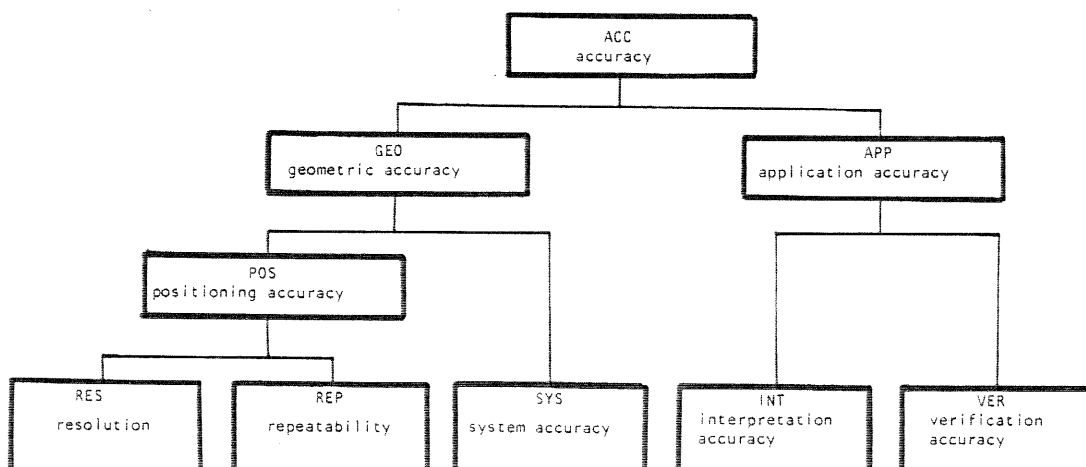 ACC
accuracy
GEO
geometric accuracy
APP
application accuracy
POS
positioning accuracy
RES
resolution
REP
repeatability
SYS
system accuracy
INT
interpretation
accuracy
VER
verification
accuracy